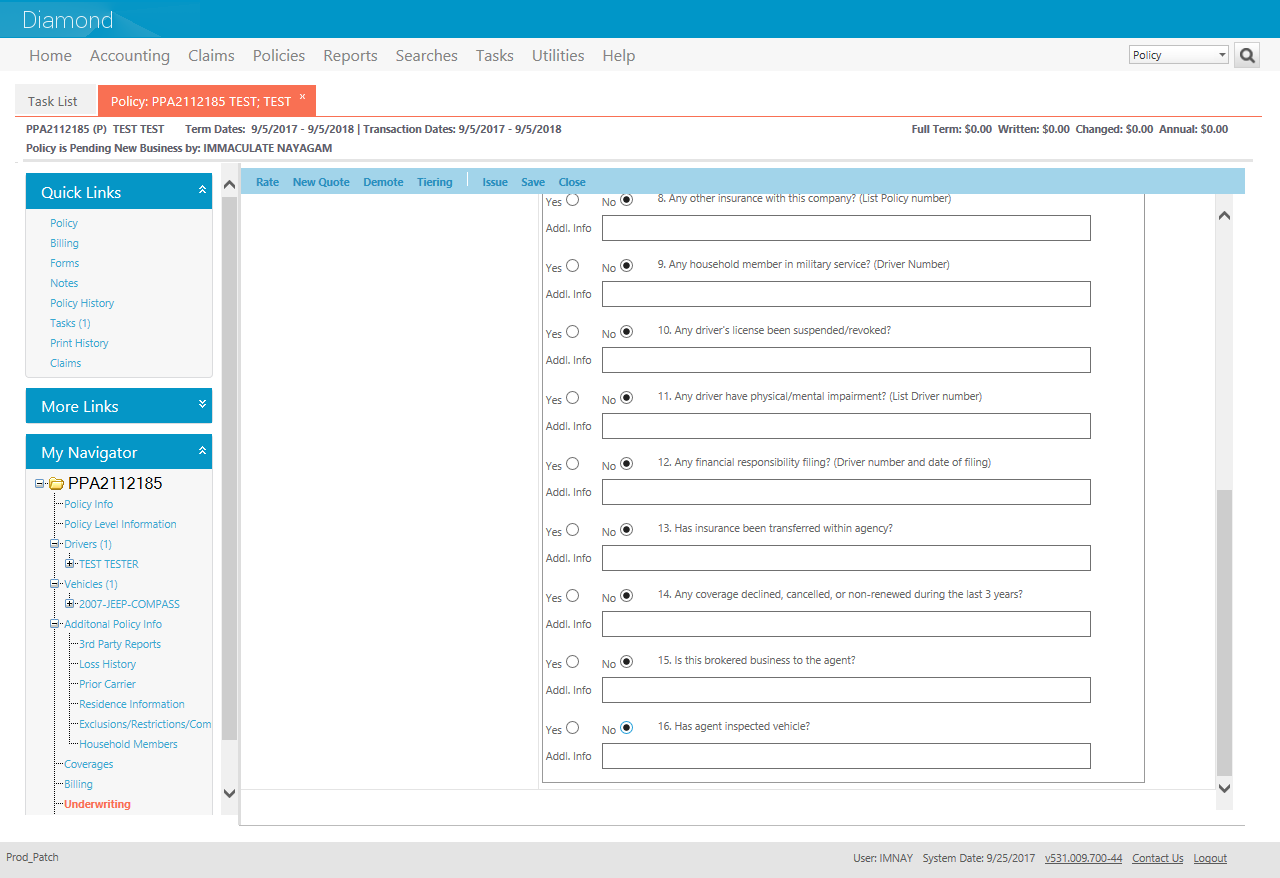 Diamond
Home Accounting Claims Policies Reports Searches Tasks Utilities Help Policy
Task List Policy: PPA2112185 TEST; TEST x
PPA2112185 (P) TEST TEST Term Dates: 9/5/2017 - 9/5/2018 | Transaction Dates: 9/5/2017 - 9/5/2018 Full Term: $0.00 Written: $0.00 Changed: $0.00 Annual: $0.00
Policy is Pending New Business by: IMMACULATE NAYAGAM
Quick Links
Policy
Billing
Forms
Notes
Policy History
Tasks (1)
Print History
Claims
More Links
My Navigator
PPA2112185
Policy Info
Policy Level Information
Drivers (1)
TEST TESTER
Vehicles (1)
2007-JEEP-COMPASS
Additonal Policy Info
3rd Party Reports
Loss History
Prior Carrier
Residence Information
Exclusions/Restrictions/Com
Household Members
Coverages
Billing
Underwriting
Rate New Quote Demote Tiering Issue Save Close
Yes No 8. Any other insurance with this company? (List Policy number)
Addl. Info
Yes No 9. Any household member in military service? (Driver Number)
Addl. Info
Yes No 10. Any driver's license been suspended/revoked?
Addl. Info
Yes No 11. Any driver have physical/mental impairment? (List Driver number)
Addl. Info
Yes No 12. Any financial responsibility filing? (Driver number and date of filing)
Addl. Info
Yes No 13. Has insurance been transferred within agency?
Addl. Info
Yes No 14. Any coverage declined, cancelled, or non-renewed during the last 3 years?
Addl. Info
Yes No 15. Is this brokered business to the agent?
Addl. Info
Yes No 16. Has agent inspected vehicle?
Addl. Info
Prod_Patch User: IMNAY System Date: 9/25/2017 v531.009.700-44 Contact Us Logout